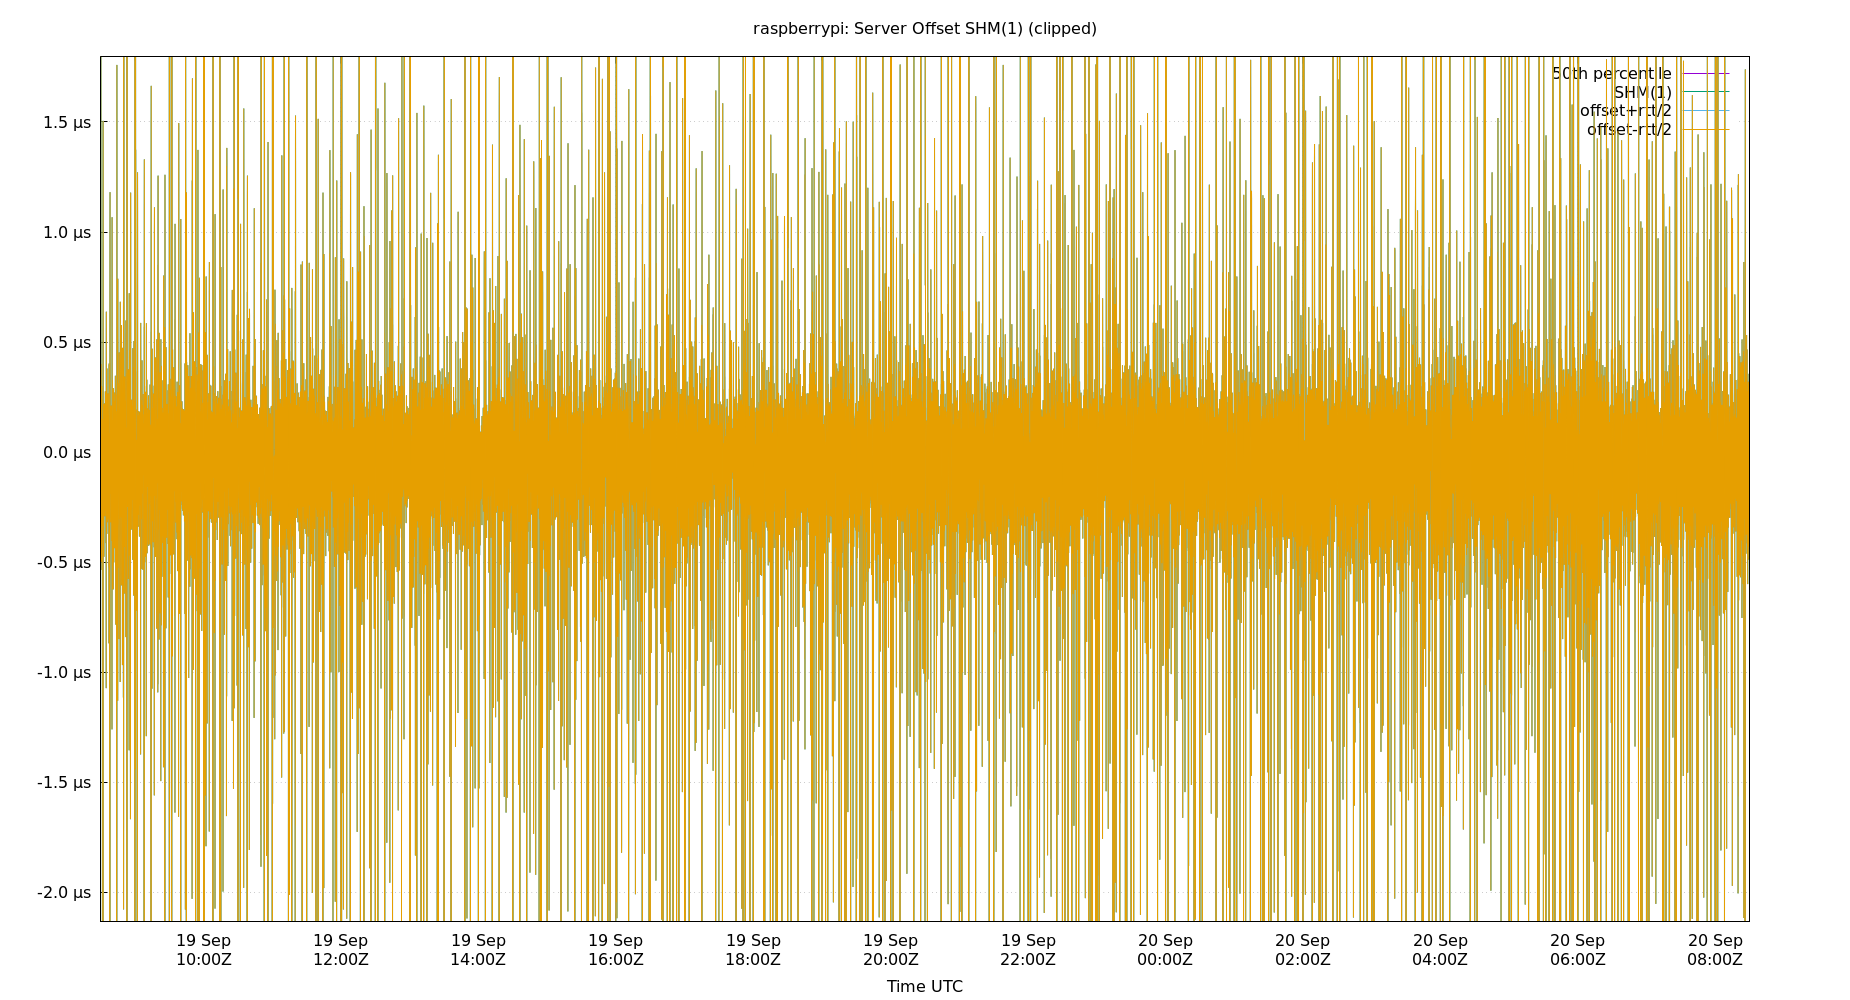 raspberrypi: Server Offset SHM(1) (clipped)
50th percentile
SHM(1)
offset+rtt/2
offset-rtt/2
1.5 µs
1.0 µs
0.5 µs
0.0 µs
-0.5 µs
-1.0 µs
-1.5 µs
-2.0 µs
19 Sep 19 Sep 19 Sep 19 Sep 19 Sep 19 Sep 19 Sep 20 Sep 20 Sep 20 Sep 20 Sep 20 Sep
10:00Z 12:00Z 14:00Z 16:00Z 18:00Z 20:00Z 22:00Z 00:00Z 02:00Z 04:00Z 06:00Z 08:00Z
Time UTC